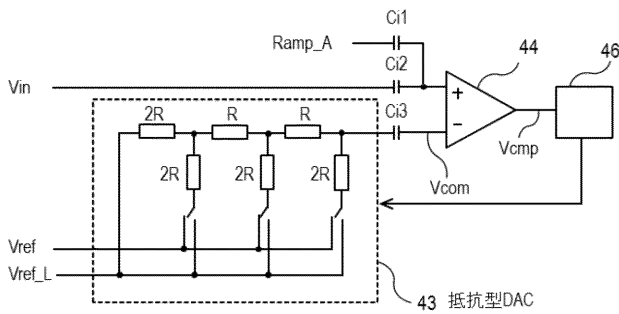 Ci1
Ramp_A
44
46
Ci2
Vin
+
2R
R
R
Ci3
−
Vcmp
2R
2R
2R
Vcom
Vref
Vref_L
43 抵抗型DAC